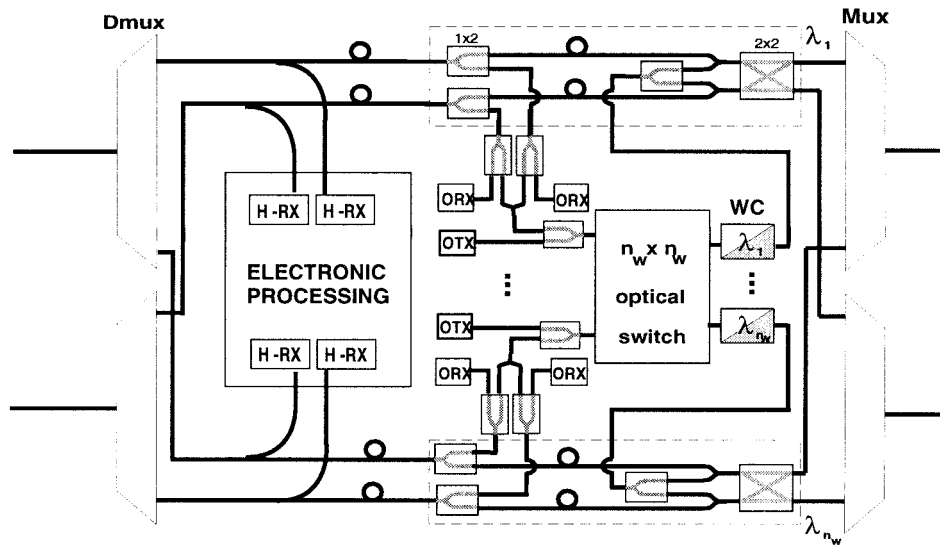 Dmux
Mux
1x2
2x2
λ1
H-RX
H-RX
ORX
ORX
WC
OTX
ELECTRONIC
PROCESSING
nw x nw
optical
switch
λ1
OTX
λnw
H-RX
H-RX
ORX
ORX
2x2
λnw